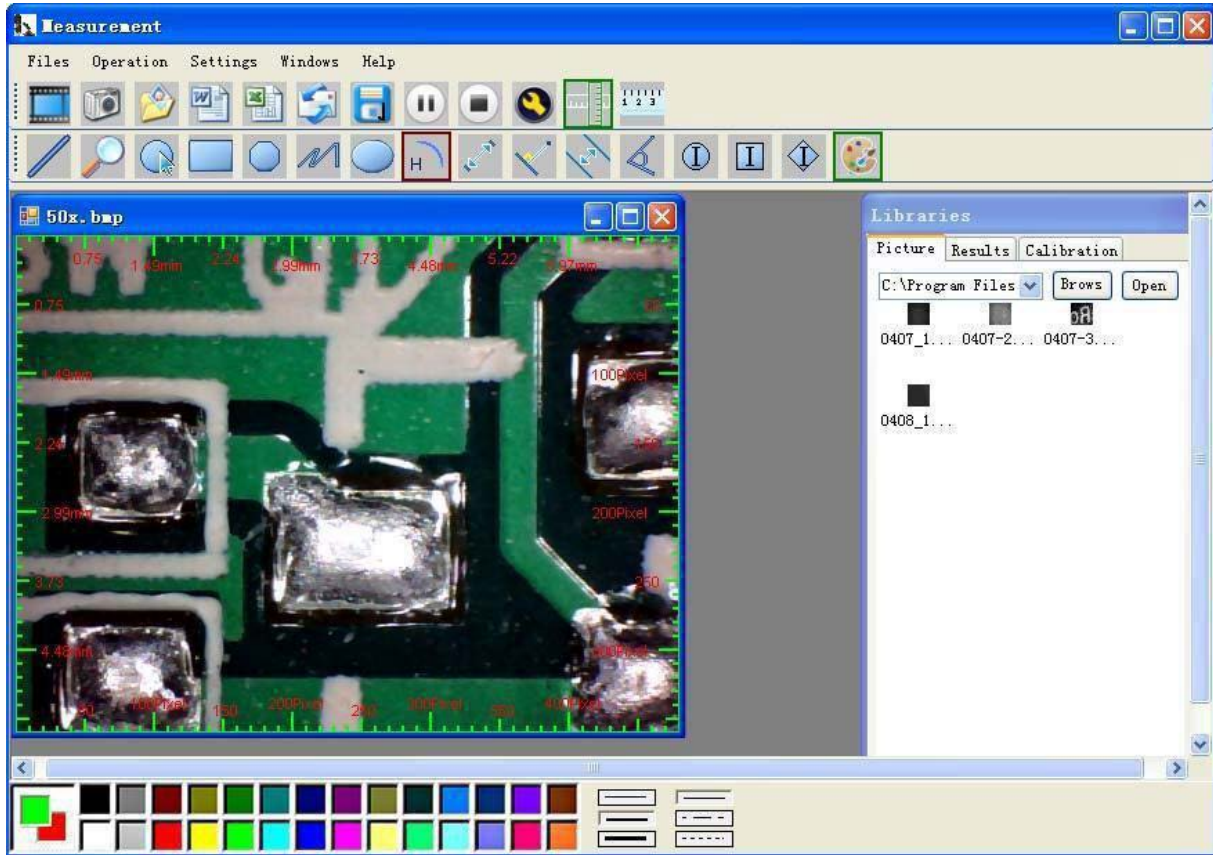 Measurement
Files Operation Settings Windows Help
1 2 3
H
I I I
50x.bmp
0.75 1.49mm 2.24 2.99mm 3.73 4.48mm 5.22 5.97mm
0.75
1.49mm 100Pixel
2.24 150
2.99mm 200Pixel
3.73 250
4.48mm 300Pixel
50 100Pixel 150 200Pixel 250 300Pixel 350 400Pixel
Libraries
Picture Results Calibration
C:\Program Files Brows Open
0407_1... 0407-2... 0407-3...
0408_1...